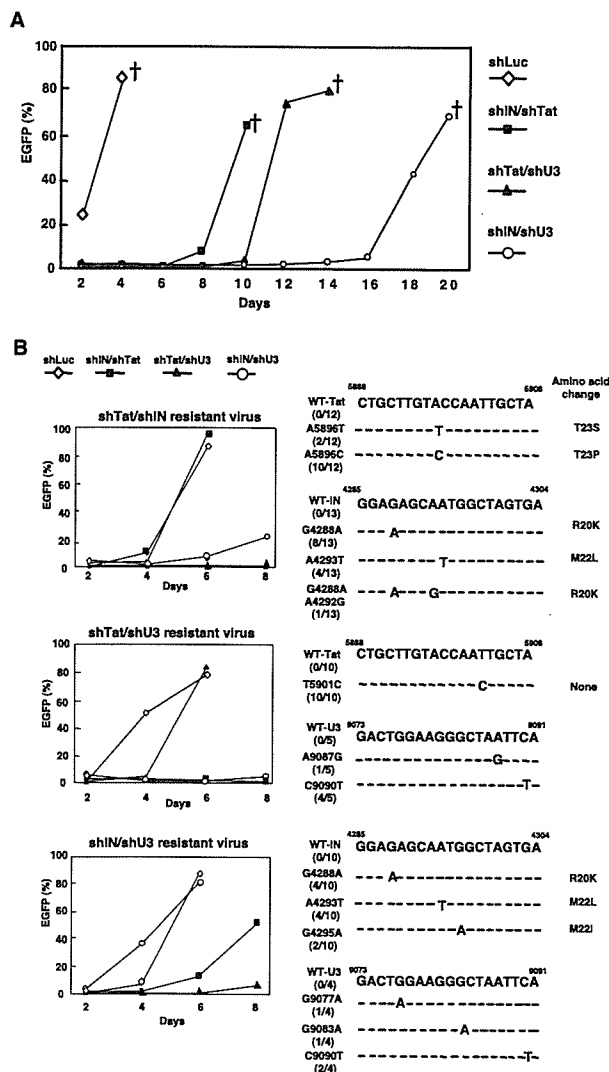 A
EGFP (%)
100
80
60
40
20
0
† † † †
2 4 6 8 10 12 14 16 18 20
Days
shLuc
shIN/shTat
shTat/shU3
shIN/shU3
B
shLuc shIN/shTat shTat/shU3 shIN/shU3
shTat/shIN resistant virus
EGFP (%)
100
80
60
40
20
0
2 4 6 8
Days
Amino acid change
5888 5906
WT-Tat CTGCTTGTACCAATTGCTA
(0/12)
A5896T T T23S
(2/12)
A5896C C T23P
(10/12)
4285 4304
WT-IN GGAGAGCAATGGCTAGTGA
(0/13)
G4288A A R20K
(8/13)
A4293T T M22L
(4/13)
G4288A A G R20K
A4292G
(1/13)
shTat/shU3 resistant virus
EGFP (%)
100
80
60
40
20
0
2 4 6 8
Days
5888 5906
WT-Tat CTGCTTGTACCAATTGCTA
(0/10)
T5901C C None
(10/10)
9073 9091
WT-U3 GACTGGAAGGGCTAATTCA
(0/5)
A9087G G
(1/5)
C9090T T
(4/5)
shIN/shU3 resistant virus
EGFP (%)
100
80
60
40
20
0
2 4 6 8
Days
4285 4304
WT-IN GGAGAGCAATGGCTAGTGA
(0/10)
G4288A A R20K
(4/10)
A4293T T M22L
(4/10)
G4295A A M22I
(2/10)
9073 9091
WT-U3 GACTGGAAGGGCTAATTCA
(0/4)
G9077A A
(1/4)
G9083A A
(1/4)
C9090T T
(2/4)